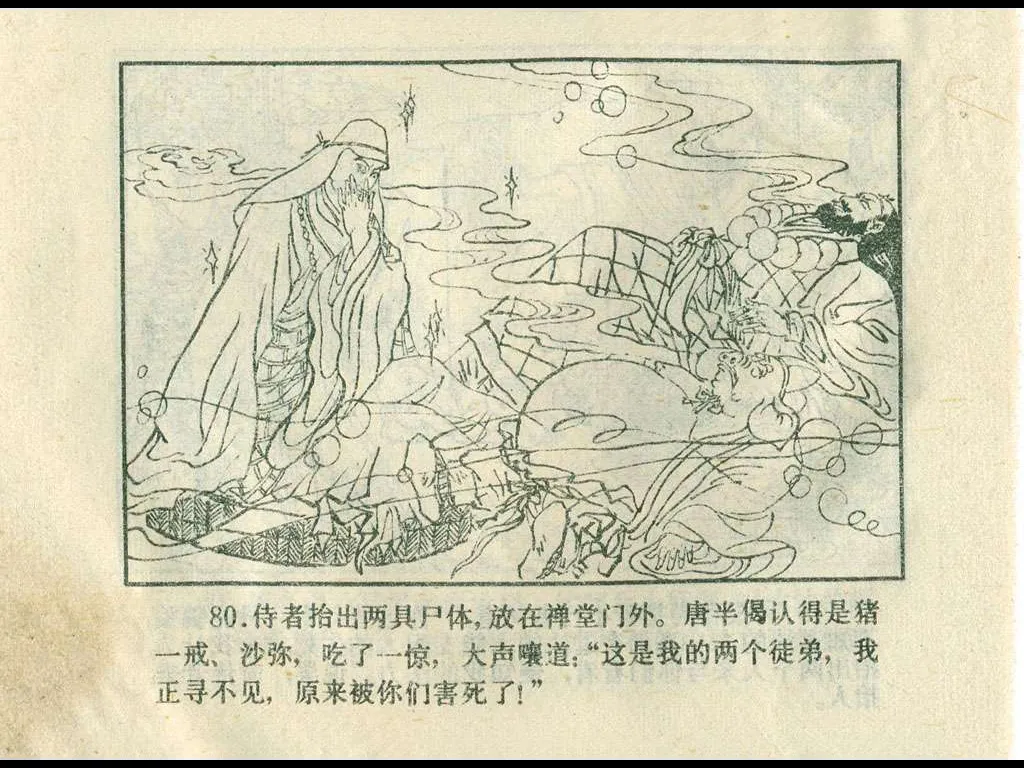 80.侍者抬出两具尸体，放在禅堂门外。唐半偈认得是猪
一戒、沙弥，吃了一惊，大声嚷道：“这是我的两个徒弟，我
正寻不见，原来被你们害死了！”